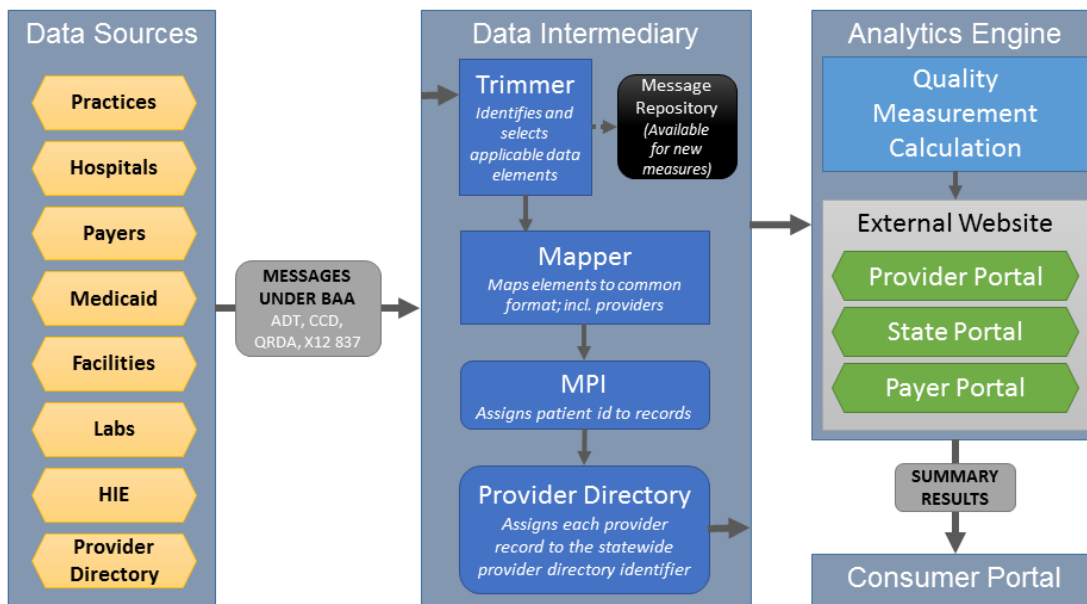 Data Sources
Practices
Hospitals
Payers
Medicaid
Facilities
Labs
HIE
Provider
Directory
MESSAGES
UNDER BAA
ADT, CCD,
QRDA, X12 837
Data Intermediary
Trimmer
Identifies and
selects
applicable data
elements
Message
Repository
(Available
for new
measures)
Mapper
Maps elements to common
format; incl. providers
MPI
Assigns patient id to records
Provider Directory
Assigns each provider
record to the statewide
provider directory identifier
Analytics Engine
Quality
Measurement
Calculation
External Website
Provider Portal
State Portal
Payer Portal
SUMMARY
RESULTS
Consumer Portal